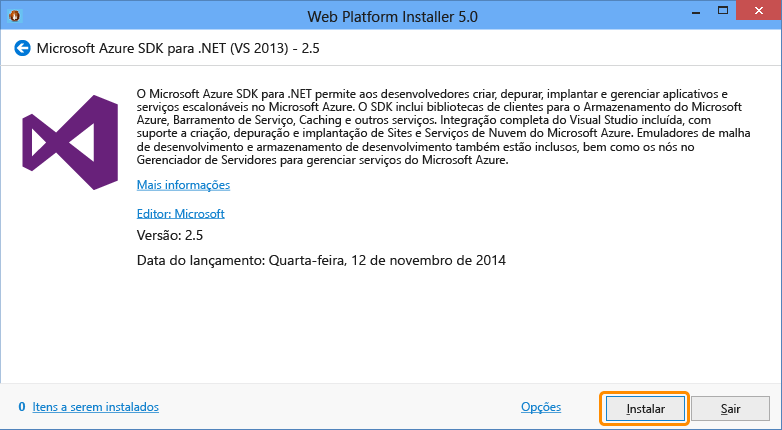 Web Platform Installer 5.0
Microsoft Azure SDK para .NET (VS 2013) - 2.5
O Microsoft Azure SDK para .NET permite aos desenvolvedores criar, depurar, implantar e gerenciar aplicativos e
serviços escalonáveis no Microsoft Azure. O SDK inclui bibliotecas de clientes para o Armazenamento do Microsoft
Azure, Barramento de Serviço, Caching e outros serviços. Integração completa do Visual Studio incluída, com
suporte a criação, depuração e implantação de Sites e Serviços de Nuvem do Microsoft Azure. Emuladores de malha
de desenvolvimento e armazenamento de desenvolvimento também estão inclusos, bem como os nós no
Gerenciador de Servidores para gerenciar serviços do Microsoft Azure.
Mais informações
Editor: Microsoft
Versão: 2.5
Data do lançamento: Quarta-feira, 12 de novembro de 2014
0 Itens a serem instalados Opções Instalar Sair